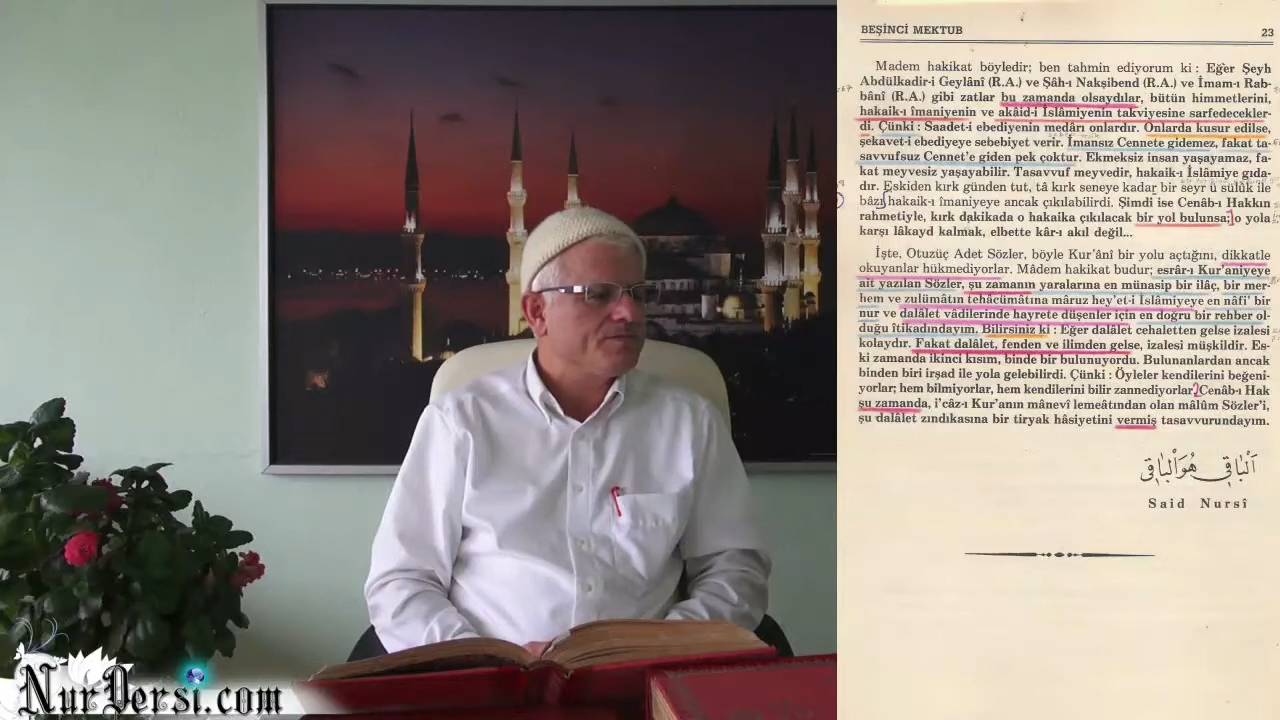 BEŞİNCİ MEKTUB 23
Madem hakikat böyledir; ben tahmin ediyorum ki : Eğer Şeyh
Abdülkadir-i Geylânî (R.A.) ve Şâh-ı Nakşibend (R.A.) ve İmam-ı Rab-
bânî (R.A.) gibi zatlar bu zamanda olsaydılar, bütün himmetlerini,
hakaik-ı îmaniyenin ve akâid-i İslâmiyenin takviyesine sarfedecekler-
di. Çünki : Saadet-i ebediyenin medârı onlardır. Onlarda kusur edilse,
şekavet-i ebediyeye sebebiyet verir. İmansız Cennete gidemez, fakat ta-
savvufsuz Cennet'e giden pek çoktur. Ekmeksiz insan yaşayamaz, fa-
kat meyvesiz yaşayabilir. Tasavvuf meyvedir, hakaik-ı İslâmiye gıda-
dır. Eskiden kırk günden tut, tâ kırk seneye kadar bir seyr ü sulûk ile
bâzı hakaik-ı îmaniyeye ancak çıkılabilirdi. Şimdi ise Cenâb-ı Hakkın
rahmetiyle, kırk dakikada o hakaika çıkılacak bir yol bulunsa; o yola
karşı lâkayd kalmak, elbette kâr-ı akıl değil...
İşte, Otuzüç Adet Sözler, böyle Kur'ânî bir yolu açtığını, dikkatle
okuyanlar hükmediyorlar. Mâdem hakikat budur; esrâr-ı Kur'aniyeye
ait yazılan Sözler, şu zamanın yaralarına en münasip bir ilâç, bir mer-
hem ve zulümâtın tehâcümâtına mâruz hey'et-i İslâmiyeye en nâfi' bir
nur ve dalâlet vâdilerinde hayrete düşenler için en doğru bir rehber ol-
duğu îtikadındayım. Bilirsiniz ki : Eğer dalâlet cehaletten gelse izalesi
kolaydır. Fakat dalâlet, fenden ve ilimden gelse, izalesi müşkildir. Es-
ki zamanda ikinci kısım, binde bir bulunuyordu. Bulunanlardan ancak
binden biri irşad ile yola gelebilirdi. Çünki : Öyleler kendilerini beğeni-
yorlar; hem bilmiyorlar, hem kendilerini bilir zannediyorlar. Cenâb-ı Hak
şu zamanda, i'câz-ı Kur'anın mânevî lemeâtından olan mâlûm Sözler'i,
şu dalâlet zındıkasına bir tiryak hâsiyetini vermiş tasavvurundayım.
اَلْبَاقِى هُوَ الْبَاقِى
Said Nursî
NurDersi.com